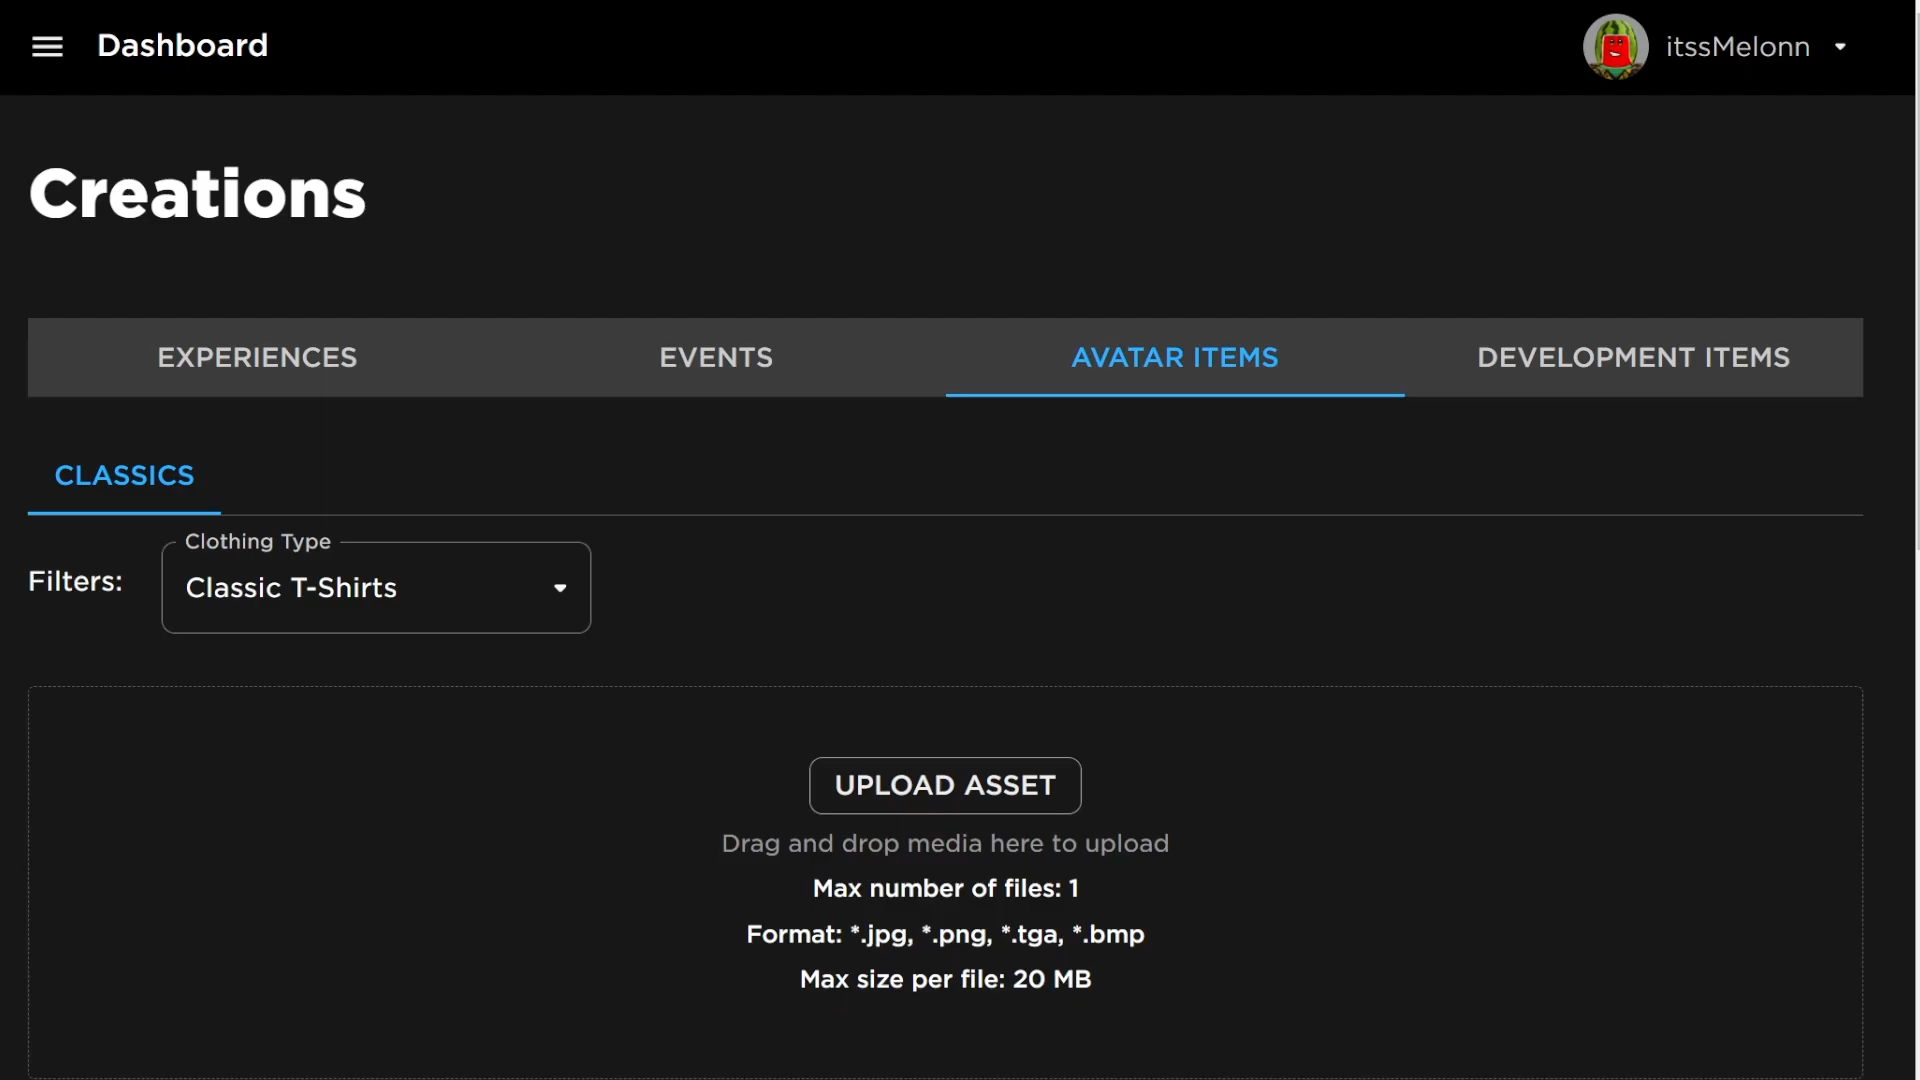 Dashboard
itssMelonn
Creations
EXPERIENCES
EVENTS
AVATAR ITEMS
DEVELOPMENT ITEMS
CLASSICS
Filters:
Clothing Type
Classic T-Shirts
UPLOAD ASSET
Drag and drop media here to upload
Max number of files: 1
Format: *.jpg, *.png, *.tga, *.bmp
Max size per file: 20 MB